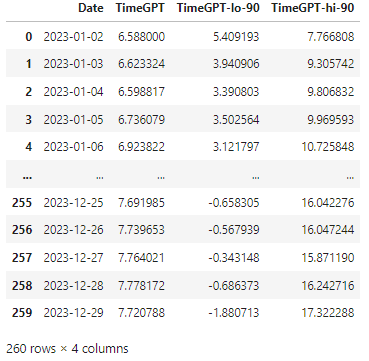 Date TimeGPT TimeGPT-lo-90 TimeGPT-hi-90
0 2023-01-02 6.588000 5.409193 7.766808
1 2023-01-03 6.623324 3.940906 9.305742
2 2023-01-04 6.598817 3.390803 9.806832
3 2023-01-05 6.736079 3.502564 9.969593
4 2023-01-06 6.923822 3.121797 10.725848
... ... ... ... ...
255 2023-12-25 7.691985 -0.658305 16.042276
256 2023-12-26 7.739653 -0.567939 16.047244
257 2023-12-27 7.764021 -0.343148 15.871190
258 2023-12-28 7.778172 -0.686373 16.242716
259 2023-12-29 7.720788 -1.880713 17.322288
260 rows × 4 columns